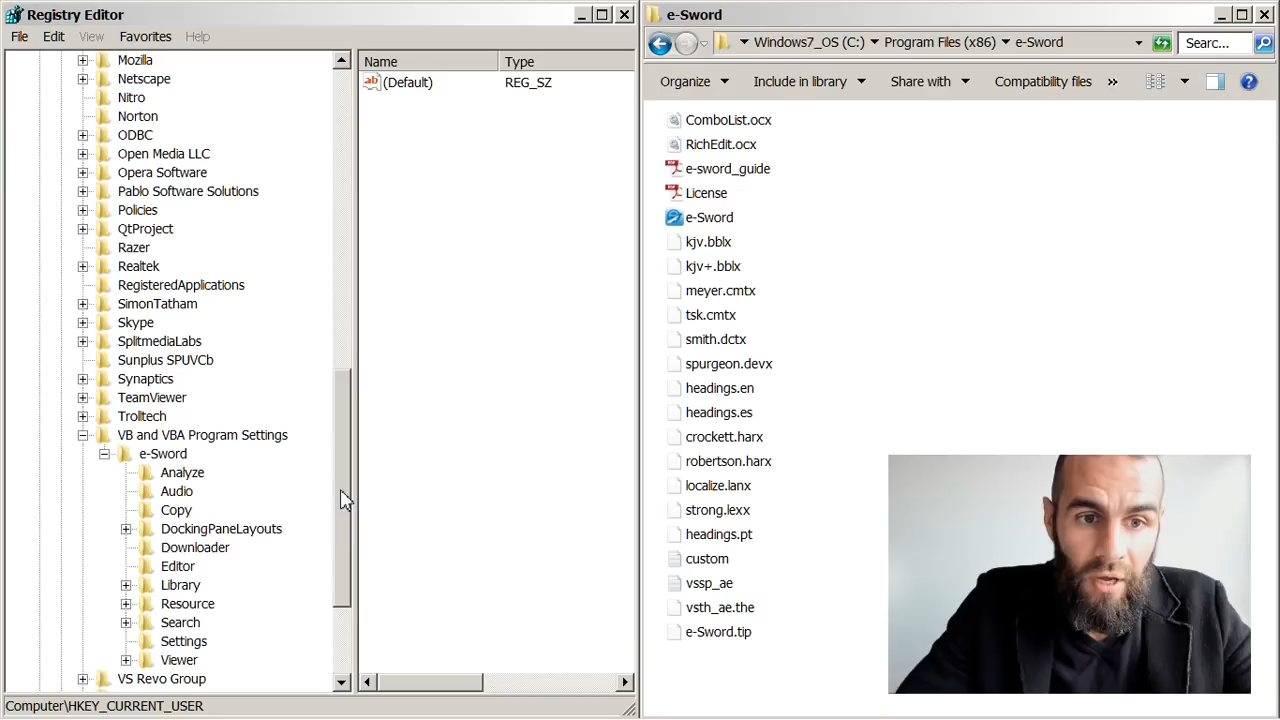 Registry Editor
File Edit View Favorites Help
Mozilla
Netscape
Nitro
Norton
ODBC
Open Media LLC
Opera Software
Pablo Software Solutions
Policies
QtProject
Razer
Realtek
RegisteredApplications
SimonTatham
Skype
SplitmediaLabs
Sunplus SPUVCb
Synaptics
TeamViewer
Trolltech
VB and VBA Program Settings
e-Sword
Analyze
Audio
Copy
DockingPaneLayouts
Downloader
Editor
Library
Resource
Search
Settings
Viewer
VS Revo Group
Name Type
ab (Default) REG_SZ
Computer\HKEY_CURRENT_USER
e-Sword
Windows7_OS (C:) Program Files (x86) e-Sword Searc...
Organize Include in library Share with Compatibility files »
ComboList.ocx
RichEdit.ocx
e-sword_guide
License
e-Sword
kjv.bblx
kjv+.bblx
meyer.cmtx
tsk.cmtx
smith.dctx
spurgeon.devx
headings.en
headings.es
crockett.harx
robertson.harx
localize.lanx
strong.lexx
headings.pt
custom
vssp_ae
vsth_ae.the
e-Sword.tip